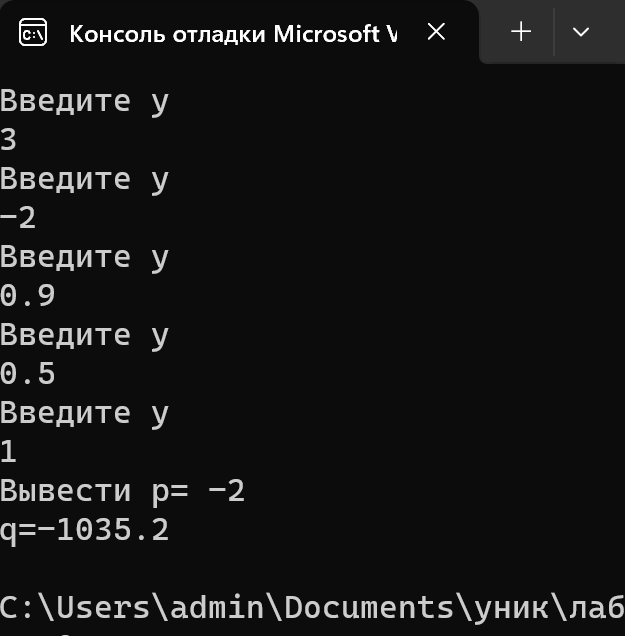 Консоль отладки Microsoft V
Введите y
3
Введите y
-2
Введите y
0.9
Введите y
0.5
Введите y
1
Вывести p= -2
q=-1035.2
C:\Users\admin\Documents\уник\лаб